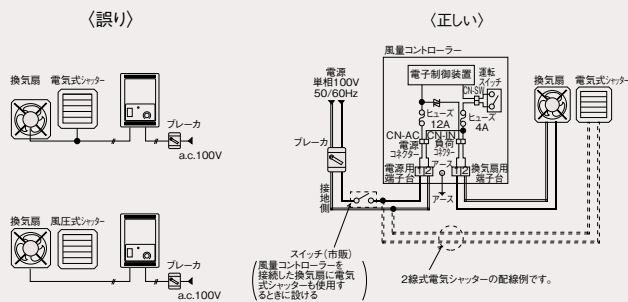 〈誤り〉
換気扇
電気式シャッター
ブレーカ
a.c.100V
換気扇
風圧式シャッター
ブレーカ
a.c.100V
〈正しい〉
電源
単相100V
50/60Hz
ブレーカ
接地側
風量コントローラー
電子制御装置
運転
スイッチ
CN-SW
ヒューズ
12A
ヒューズ
4A
CN-AC
電源
コネクター
CN-IN
負荷
コネクター
電源用
端子台
1 2
アース
アース
1 2
換気扇用
端子台
換気扇
電気式シャッター
スイッチ(市販)
(風量コントローラーを
接続した換気扇に電気
式シャッターも使用す
るときに設ける)
2線式電気シャッターの配線例です。